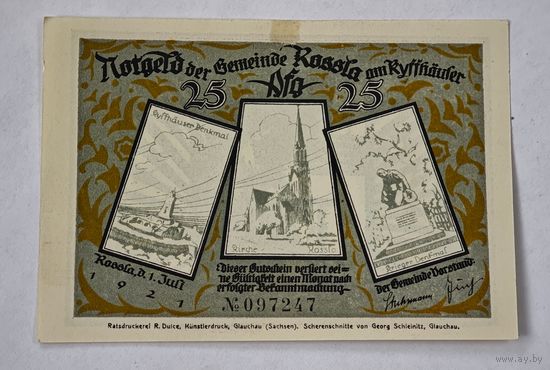 Notgeld der Gemeinde Rossla am Kyffhäuser
25 Pfg 25
Kyffhäuser Denkmal
Kirche Rossla
Krieger Denkmal
Rossla, d. 1. Juli
1921
Dieser Gutschein verliert sei=
ne Gültigkeit einen Monat nach
erfolgter Bekanntmachung.
№ 097247
Der Gemeinde Vorstand:
Ratsdruckerei R. Dulce, Künstlerdruck, Glauchau (Sachsen). Scherenschnitte von Georg Schleinitz, Glauchau.
www.ay.by